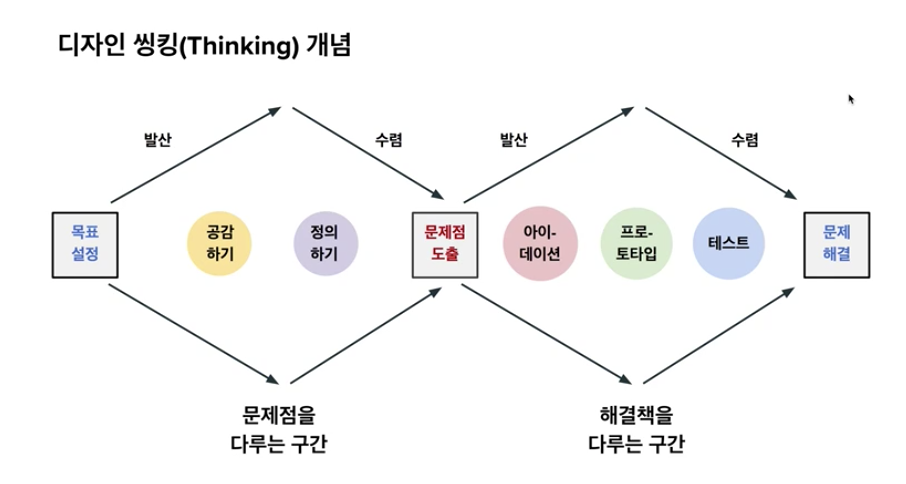 디자인 씽킹(Thinking) 개념
발산
수렴
발산
수렴
목표
설정
공감
하기
정의
하기
문제점
도출
아이-
데이션
프로-
토타입
테스트
문제
해결
문제점을
다루는 구간
해결책을
다루는 구간